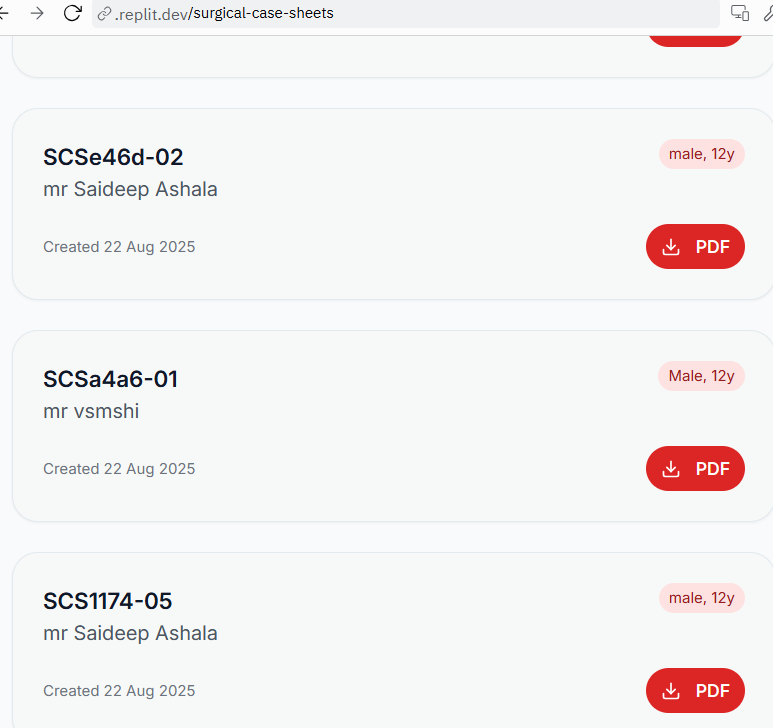 .replit.dev/surgical-case-sheets
SCSe46d-02
male, 12y
mr Saideep Ashala
Created 22 Aug 2025
PDF
SCSa4a6-01
Male, 12y
mr vsmshi
Created 22 Aug 2025
PDF
SCS1174-05
male, 12y
mr Saideep Ashala
Created 22 Aug 2025
PDF